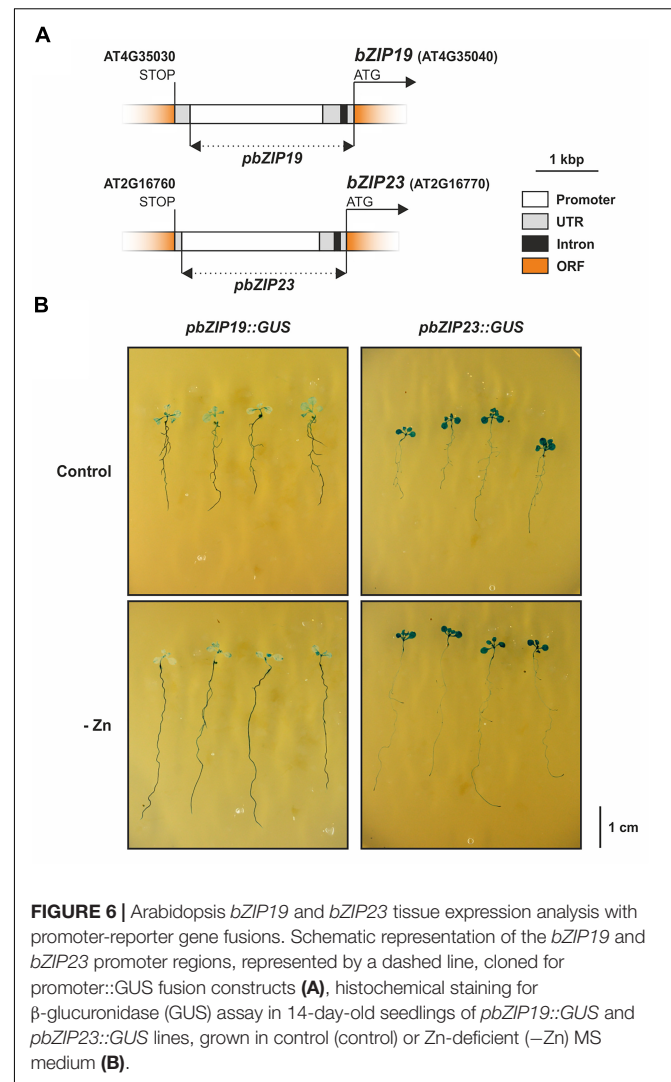 A
AT4G35030
STOP
bZIP19 (AT4G35040)
ATG
pbZIP19
1 kbp
AT2G16760
STOP
bZIP23 (AT2G16770)
ATG
pbZIP23
Promoter
UTR
Intron
ORF
B
pbZIP19::GUS
pbZIP23::GUS
Control
- Zn
1 cm
FIGURE 6 | Arabidopsis bZIP19 and bZIP23 tissue expression analysis with
promoter-reporter gene fusions. Schematic representation of the bZIP19 and
bZIP23 promoter regions, represented by a dashed line, cloned for
promoter::GUS fusion constructs (A), histochemical staining for
β-glucuronidase (GUS) assay in 14-day-old seedlings of pbZIP19::GUS and
pbZIP23::GUS lines, grown in control (control) or Zn-deficient (−Zn) MS
medium (B).